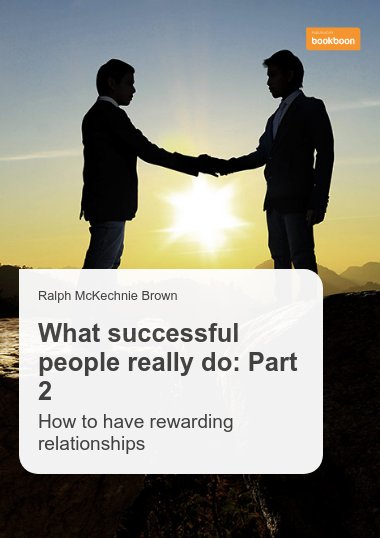 bookboon
Ralph McKechnie Brown
What successful
people really do: Part
2
How to have rewarding
relationships